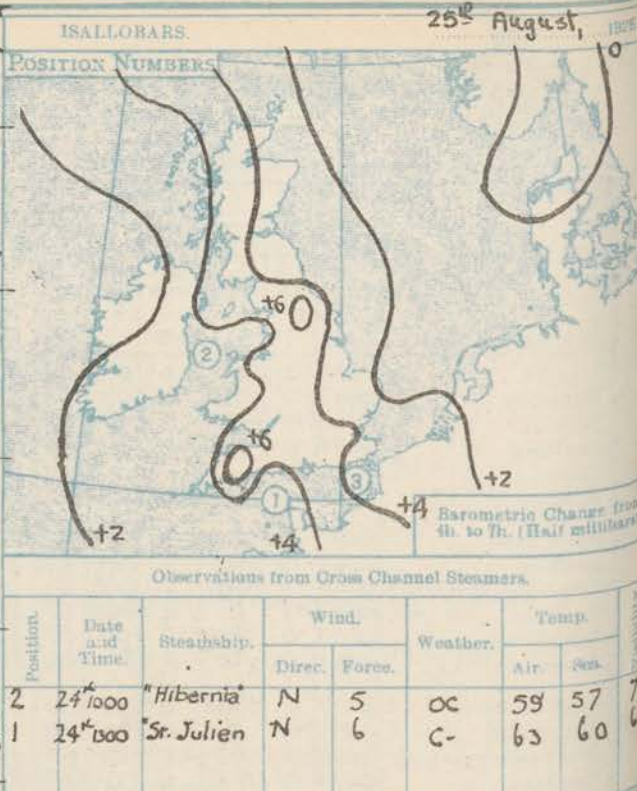 25th August,
ISALLOBARS.
POSITION NUMBERS
0
+6
2
+6
1
3
+2
+4
+2
+4
Barometric Change from
4h. to 7h. (Half millibars
Observations from Cross Channel Steamers.
Position. Date and Time. Steamship. Wind. Weather. Temp.
Direc. Force. Air. Sea.
2 24th 1000 "Hibernia" N 5 OC 59 57
1 24th 1300 "St. Julien N 6 C- 63 60